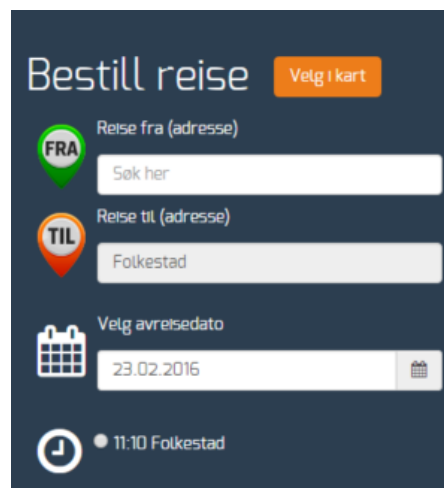 Bestill reise Velg i kart
Reise fra (adresse)
FRA
Søk her
Reise til (adresse)
TIL
Folkestad
Velg avreisedato
23.02.2016
11:10 Folkestad